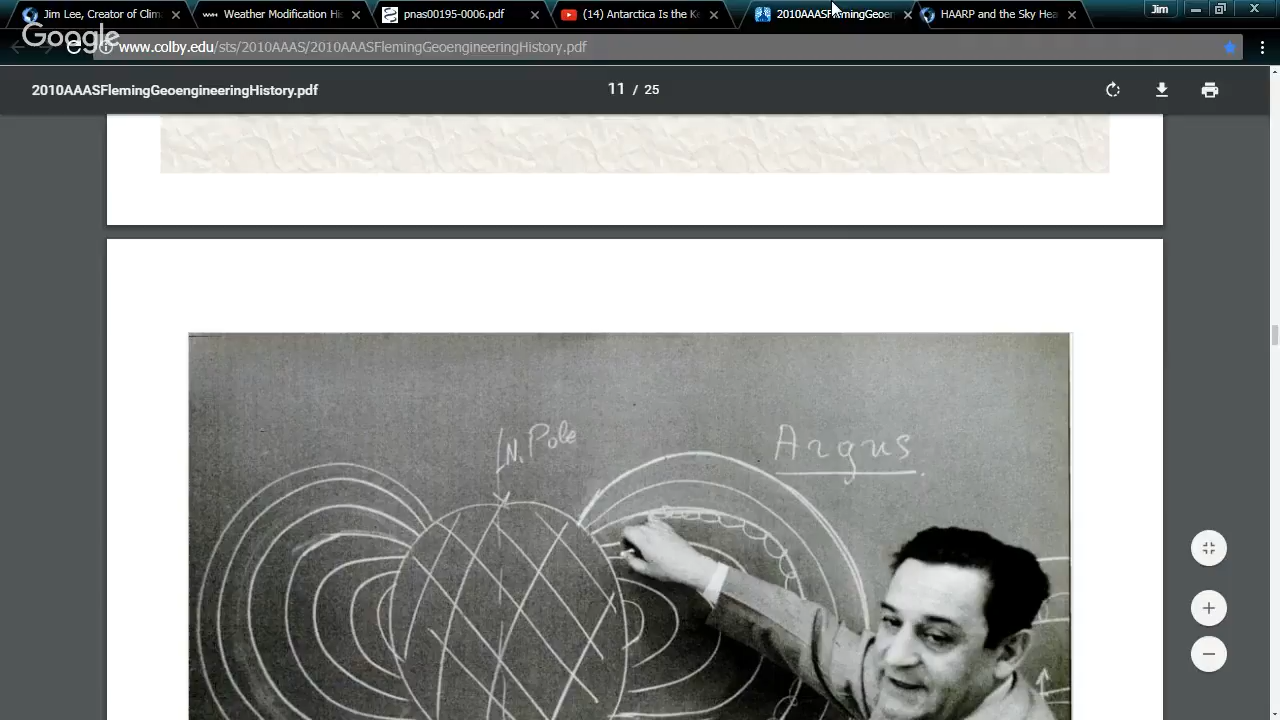 Jim Lee, Creator of Clim
Weather Modification Hi
pnas00195-0006.pdf
(14) Antarctica Is the Ke
2010AAASFlemingGeoen
HAARP and the Sky Hea
Jim
Google
www.colby.edu/sts/2010AAAS/2010AAASFlemingGeoengineeringHistory.pdf
2010AAASFlemingGeoengineeringHistory.pdf
11 / 25
N. Pole
Argus.